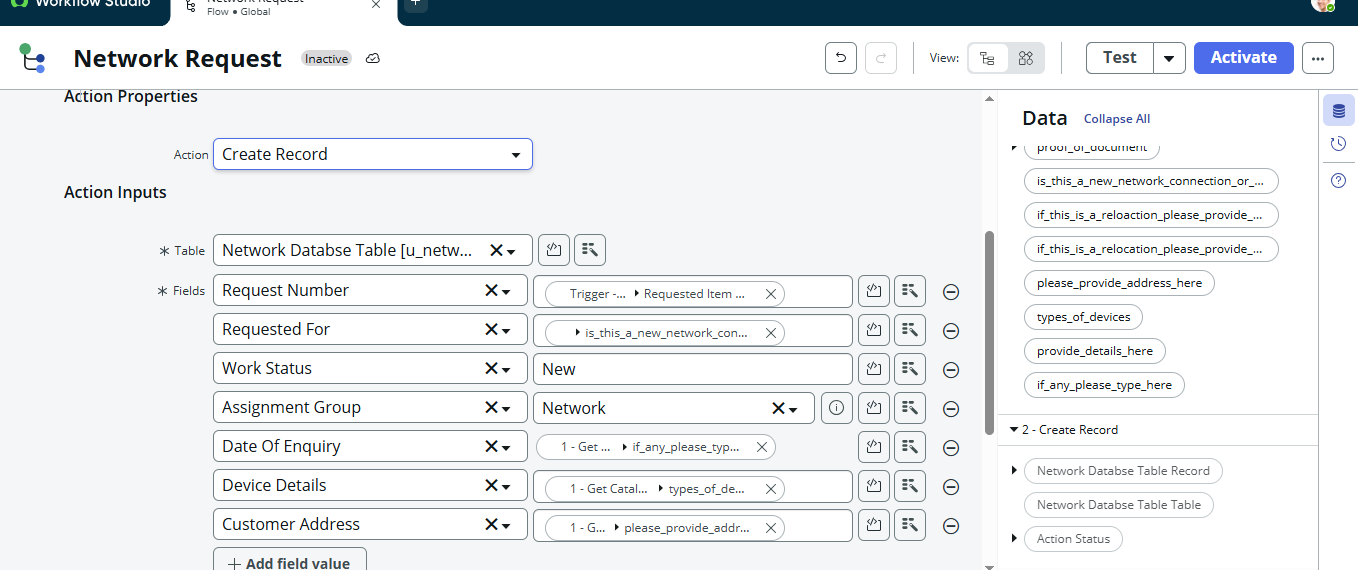 Workflow Studio
Network Request
Flow • Global
Network Request
Inactive
View:
Test
Activate
Action Properties
Action
Create Record
Action Inputs
Table
Network Databse Table [u_netw...
Fields
Request Number
Trigger -... Requested Item ...
Requested For
is_this_a_new_network_con...
Work Status
New
Assignment Group
Network
Date Of Enquiry
1 - Get ... if_any_please_typ...
Device Details
1 - Get Catal... types_of_de...
Customer Address
1 - G... please_provide_addr...
+ Add field value
Data
Collapse All
proof_of_document
is_this_a_new_network_connection_or_...
if_this_is_a_reloaction_please_provide_...
if_this_is_a_relocation_please_provide_...
please_provide_address_here
types_of_devices
provide_details_here
if_any_please_type_here
2 - Create Record
Network Databse Table Record
Network Databse Table Table
Action Status